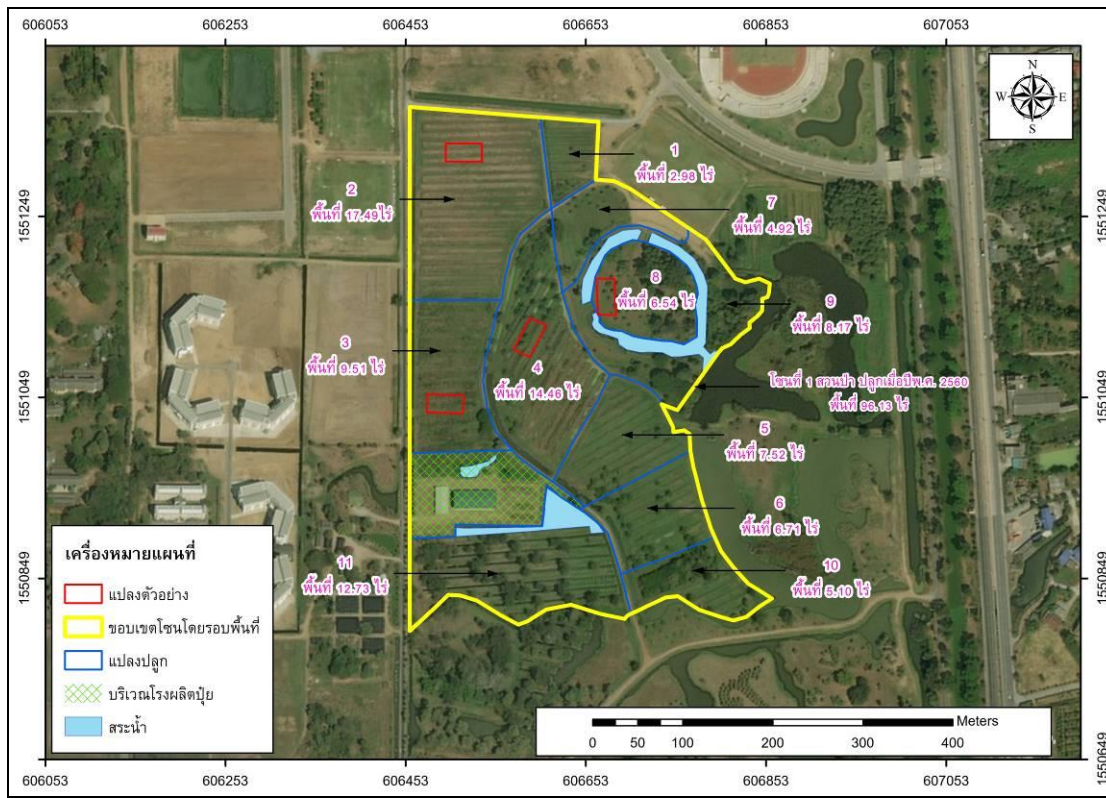 606053 606253 606453 606653 606853 607053
N
W E
S
1
พื้นที่ 2.98 ไร่
2
พื้นที่ 17.49ไร่
7
พื้นที่ 4.92 ไร่
1551249
1551249
8
พื้นที่ 6.54 ไร่
9
พื้นที่ 8.17 ไร่
3
พื้นที่ 9.51 ไร่
4
พื้นที่ 14.46 ไร่
โซนที่ 1 สวนป่า ปลูกเมื่อปีพ.ศ. 2560
พื้นที่ 96.13 ไร่
1551049
1551049
5
พื้นที่ 7.52 ไร่
6
พื้นที่ 6.71 ไร่
11
พื้นที่ 12.73 ไร่
10
พื้นที่ 5.10 ไร่
1550849
1550849
เครื่องหมายแผนที่
แปลงตัวอย่าง
ขอบเขตโซนโดยรอบพื้นที่
แปลงปลูก
บริเวณโรงผลิตปุ๋ย
สระน้ำ
Meters
0 50 100 200 300 400
1550649
606053 606253 606453 606653 606853 607053